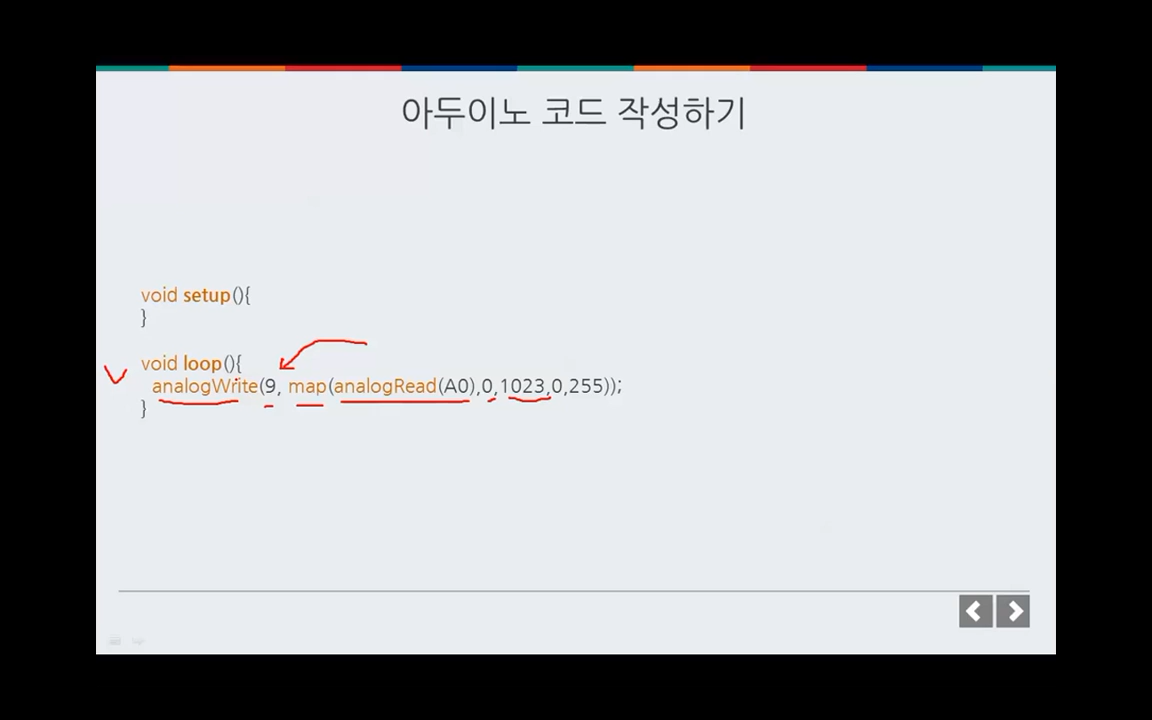 아두이노 코드 작성하기
void setup(){
}
void loop(){
analogWrite(9, map(analogRead(A0),0,1023,0,255));
}